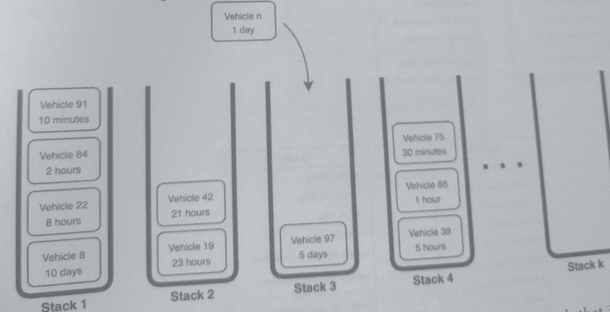 Vehicle n
1 day
Vehicle 91
10 minutes
Vehicle 84
2 hours
Vehicle 22
8 hours
Vehicle 8
10 days
Stack 1
Vehicle 42
21 hours
Vehicle 19
23 hours
Stack 2
Vehicle 97
5 days
Stack 3
Vehicle 75
30 minutes
Vehicle 66
1 hour
Vehicle 38
5 hours
Stack 4
. . .
Stack k